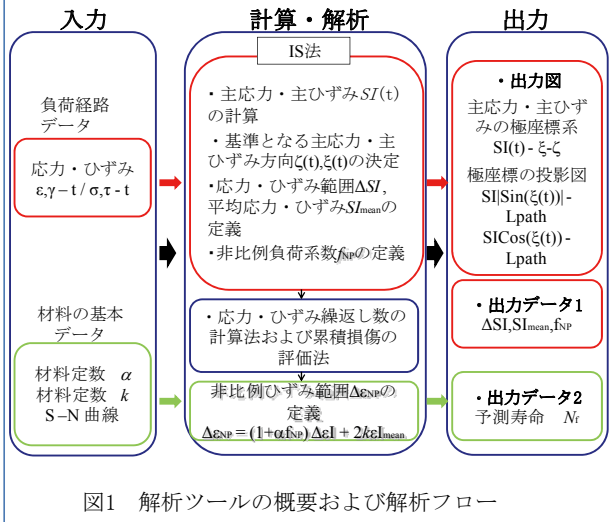 入力
計算・解析
出力
負荷経路
データ
応力・ひずみ
ε,γ－t / σ,τ - t
材料の基本
データ
材料定数 α
材料定数 k
S－N 曲線
IS法
・主応力・主ひずみSI(t)
の計算
・基準となる主応力・主
ひずみ方向ζ(t),ξ(t)の決定
・応力・ひずみ範囲ΔSI,
平均応力・ひずみSImeanの
定義
・非比例負荷系数fNPの定義
・応力・ひずみ繰返し数の
計算法および累積損傷の
評価法
非比例ひずみ範囲ΔεNPの
定義
ΔεNP = (1+αfNP) ΔεI + 2kεImean
・出力図
主応力・主ひず
みの極座標系
SI(t) - ξ-ζ
極座標の投影図
SI|Sin(ξ(t))| -
Lpath
SICos(ξ(t)) -
Lpath
・出力データ1
ΔSI,SImean,fNP
・出力データ2
予測寿命 Nf
図1 解析ツールの概要および解析フロー